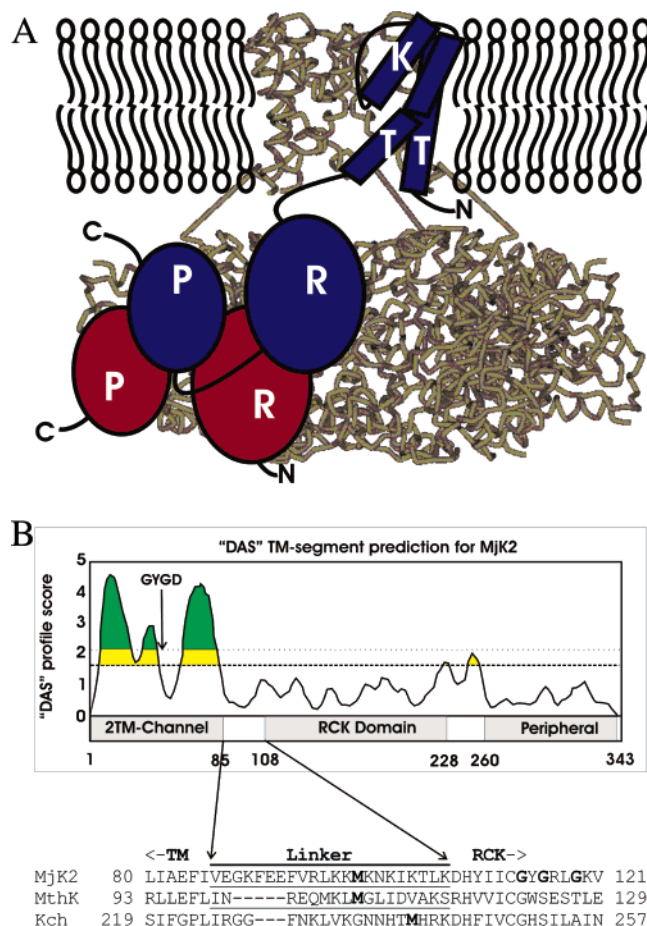 A
K
T T
N
C
P R
P R
C
N
B
"DAS" TM-segment prediction for MjK2
5
GYGD
4
3
2
1
0
"DAS" profile score
2TM-Channel RCK Domain Peripheral
1 85 108 228 260 343
<-TM Linker RCK->
MjK2 80 LIAEFIVEGKFEEFVRLKKMKNKIKTLKDHYIICGYGRLGKV 121
MthK 93 RLLEFLIN-----REQMKLMGLIDVAKSRHVVICGWSESTLE 129
Kch 219 SIFGPLIRGG---FNKLVKGNNHTMHRKDHFIVCGHSILAIN 257